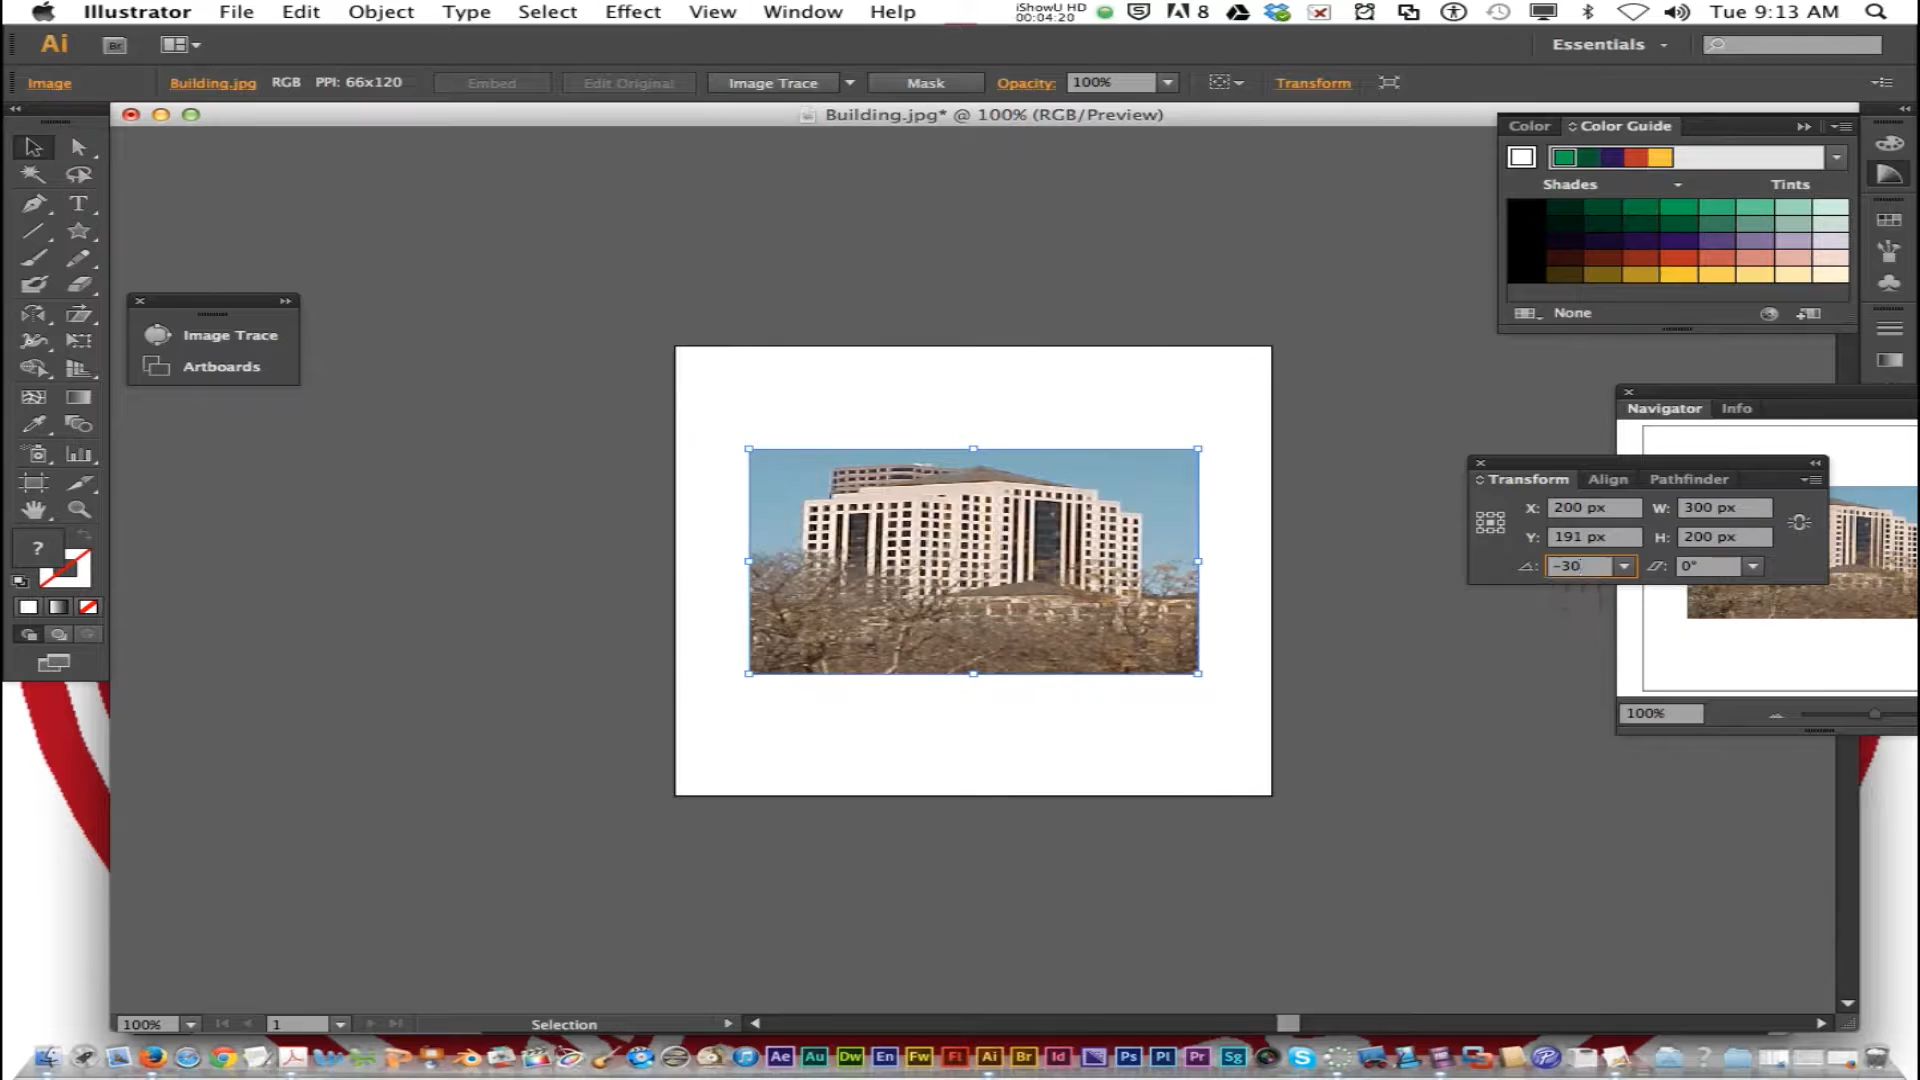 Illustrator File Edit Object Type Select Effect View Window Help
iShowU HD
00:04:20
8
Tue 9:13 AM
Ai
Br
Essentials
Image
Building.jpg RGB PPI: 66x120
Embed
Edit Original
Image Trace
Mask
Opacity: 100%
Transform
Building.jpg* @ 100% (RGB/Preview)
Color
Color Guide
Shades
Tints
None
Image Trace
Artboards
T
?
Navigator
Info
Transform
Align
Pathfinder
X: 200 px W: 300 px
Y: 191 px H: 200 px
-30
0°
100%
100%
1
Selection
Ae Au Dw En Fw Fl Ai Br Id Ps Pl Pr Sg